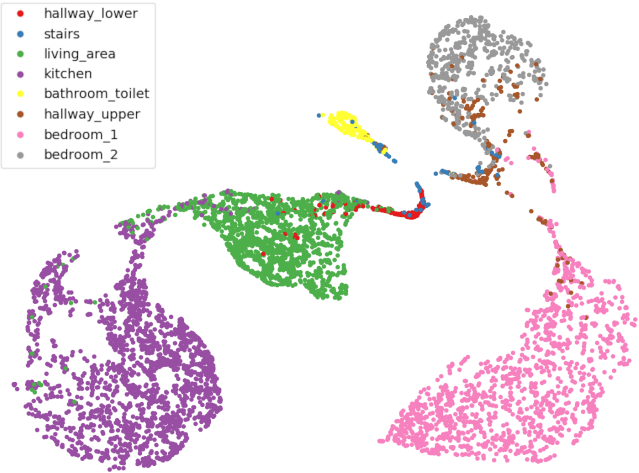 hallway_lower
stairs
living_area
kitchen
bathroom_toilet
hallway_upper
bedroom_1
bedroom_2